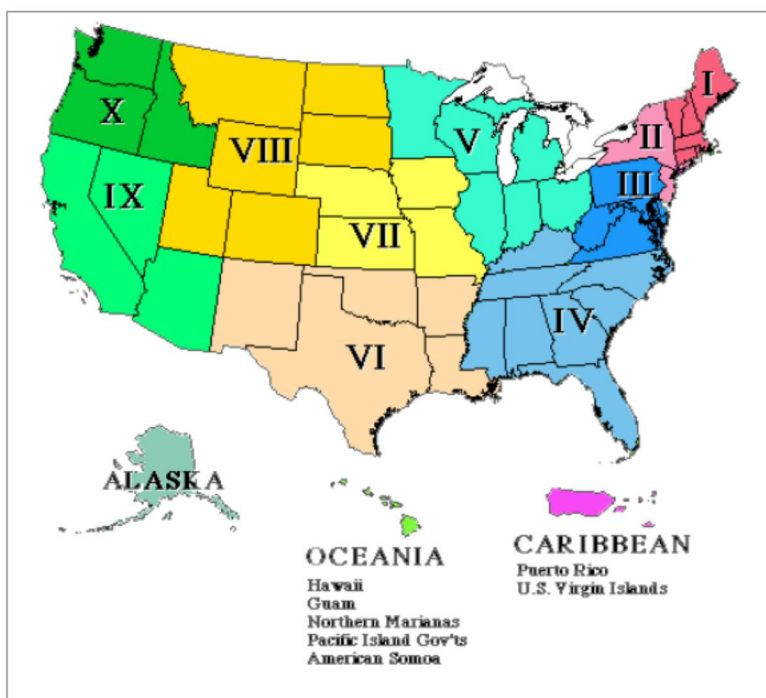 I
X
V
II
VIII
III
IX
VII
IV
VI
ALASKA
OCEANIA
Hawaii
Guam
Northern Marianas
Pacific Island Gov'ts
American Somoa
CARIBBEAN
Puerto Rico
U.S. Virgin Islands